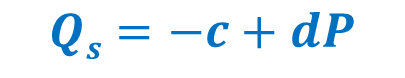 Qₛ = −c + dP